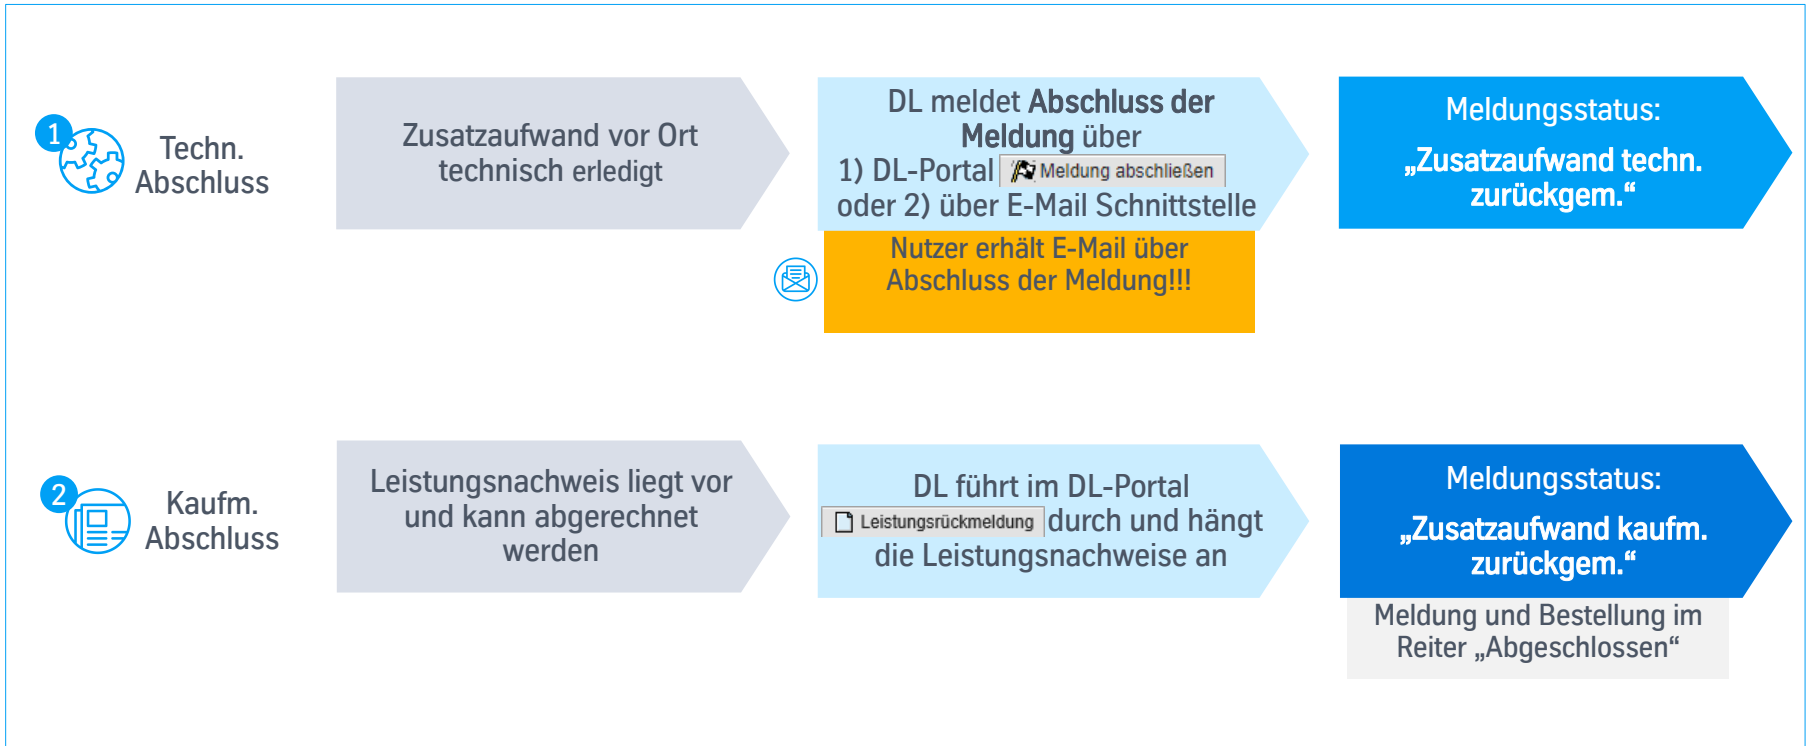 1
Techn.
Abschluss
Zusatzaufwand vor Ort
technisch erledigt
DL meldet Abschluss der
Meldung über
1) DL-Portal Meldung abschließen
oder 2) über E-Mail Schnittstelle
Nutzer erhält E-Mail über
Abschluss der Meldung!!!
Meldungsstatus:
„Zusatzaufwand techn.
zurückgem.“
2
Kaufm.
Abschluss
Leistungsnachweis liegt vor
und kann abgerechnet
werden
DL führt im DL-Portal
Leistungsrückmeldung durch und hängt
die Leistungsnachweise an
Meldungsstatus:
„Zusatzaufwand kaufm.
zurückgem.“
Meldung und Bestellung im
Reiter „Abgeschlossen“